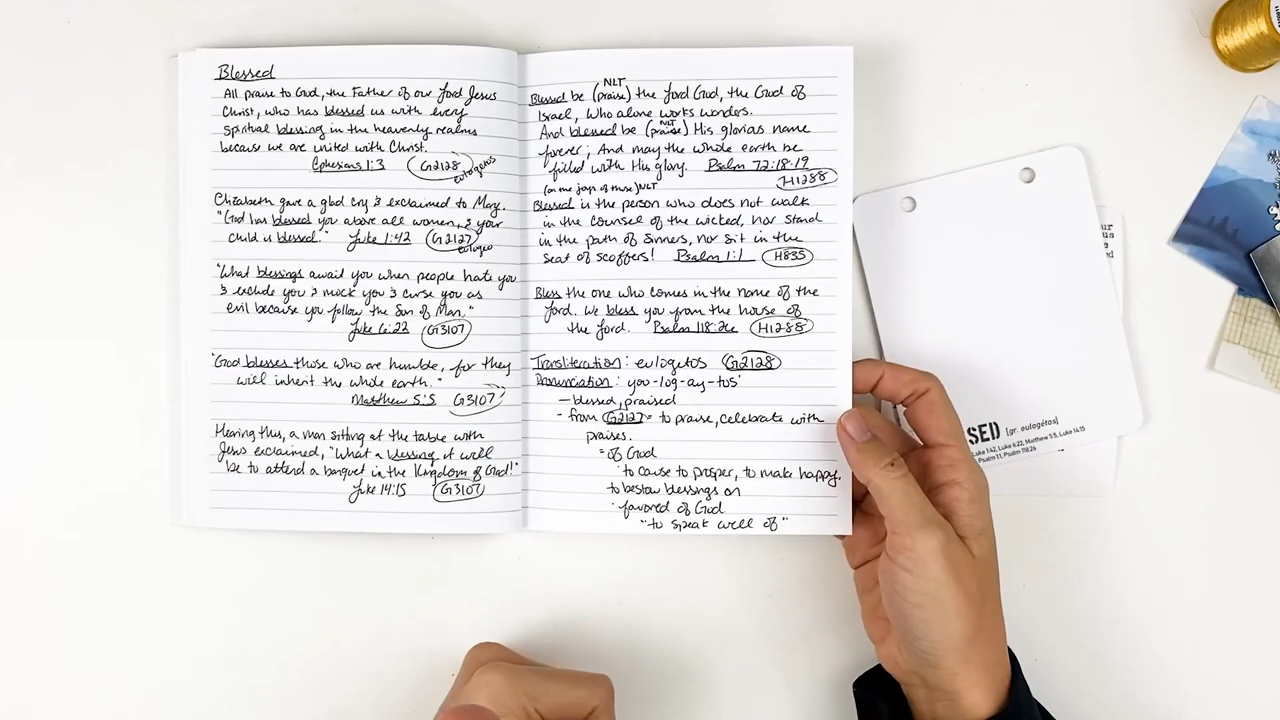 Blessed
All praise to God, the Father of our Lord Jesus
Christ, who has blessed us with every
spiritual blessing in the heavenly realms
because we are united with Christ.
Ephesians 1:3 G2128
eulogetos
Elizabeth gave a glad cry & exclaimed to Mary.
"God has blessed you above all women, & your
child is blessed." Luke 1:42 G2127
eulogeo
"What blessings await you when people hate you
& exclude you & mock you & curse you as
evil because you follow the Son of Man."
Luke 6:22 G3107
"God blesses those who are humble, for they
will inherit the whole earth."
Matthew 5:5 G3107
Hearing this, a man sitting at the table with
Jesus exclaimed, "What a blessing it will
be to attend a banquet in the Kingdom of God!"
Luke 14:15 G3107
NLT
Blessed be (praise) the Lord God, the God of
Israel, Who alone works wonders.
NLT
And blessed be (praise) His glorious name
forever; And may the whole earth be
filled with His glory. Psalm 72:18-19
H1288
(oh the joys of those) NLT
Blessed is the person who does not walk
in the counsel of the wicked, nor stand
in the path of sinners, nor sit in the
seat of scoffers! Psalm 1:1 H835
Bless the one who comes in the name of the
Lord. We bless you from the house of
the Lord. Psalm 118:26 H1288
Transliteration: eulogetos G2128
Pronunciation: you-log-ay-tos'
- blessed, praised
- from G2127 = to praise, celebrate with
praises.
= of God
· to cause to prosper, to make happy,
to bestow blessings on
· favored of God
"to speak well of"
SED [gr. eulogétos]
Luke 1:42, Luke 6:22, Matthew 5:5, Luke 14:15
Psalm 1:1, Psalm 118:26
ur
us
ed